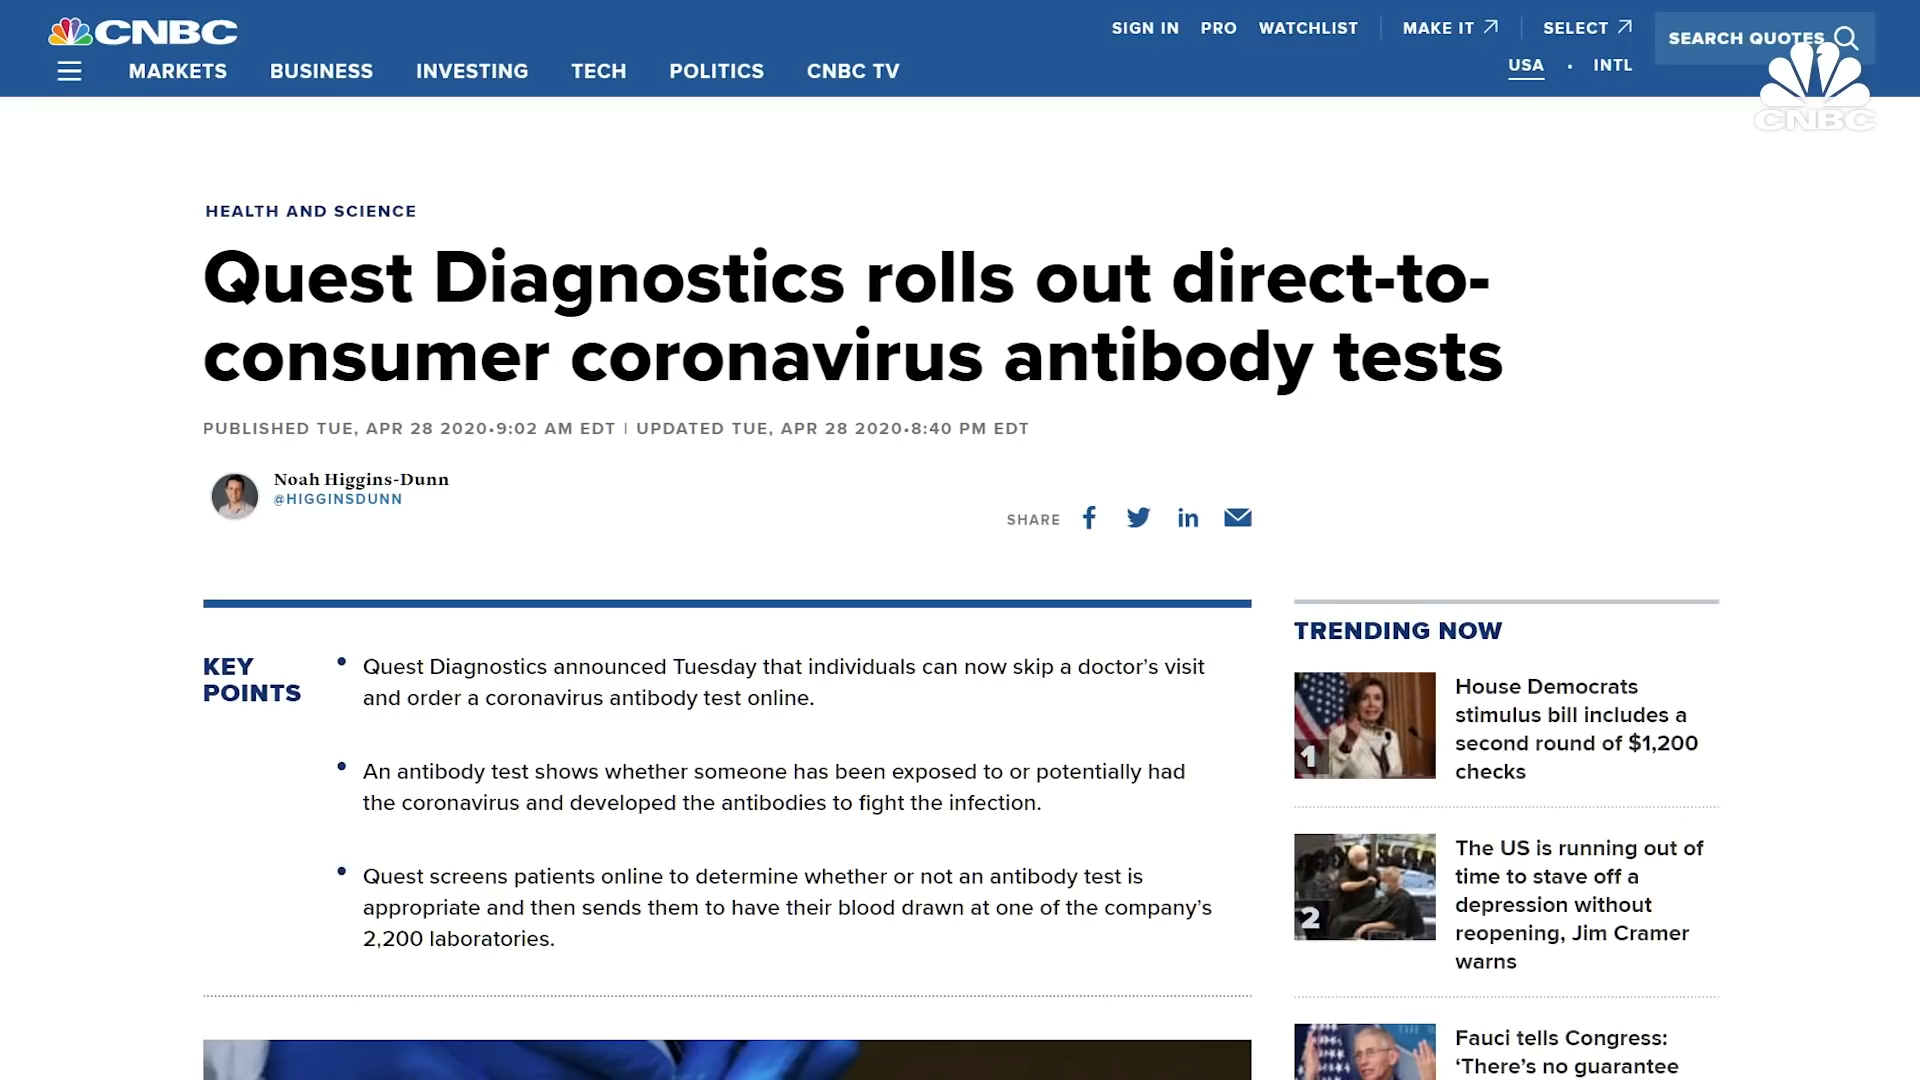 CNBC
SIGN IN PRO WATCHLIST MAKE IT SELECT
SEARCH QUOTES
MARKETS BUSINESS INVESTING TECH POLITICS CNBC TV
USA • INTL
CNBC
HEALTH AND SCIENCE
Quest Diagnostics rolls out direct-to-
consumer coronavirus antibody tests
PUBLISHED TUE, APR 28 2020•9:02 AM EDT | UPDATED TUE, APR 28 2020•8:40 PM EDT
Noah Higgins-Dunn
@HIGGINSDUNN
SHARE
KEY
POINTS
• Quest Diagnostics announced Tuesday that individuals can now skip a doctor’s visit
and order a coronavirus antibody test online.
• An antibody test shows whether someone has been exposed to or potentially had
the coronavirus and developed the antibodies to fight the infection.
• Quest screens patients online to determine whether or not an antibody test is
appropriate and then sends them to have their blood drawn at one of the company’s
2,200 laboratories.
TRENDING NOW
1
House Democrats
stimulus bill includes a
second round of $1,200
checks
2
The US is running out of
time to stave off a
depression without
reopening, Jim Cramer
warns
Fauci tells Congress:
‘There’s no guarantee